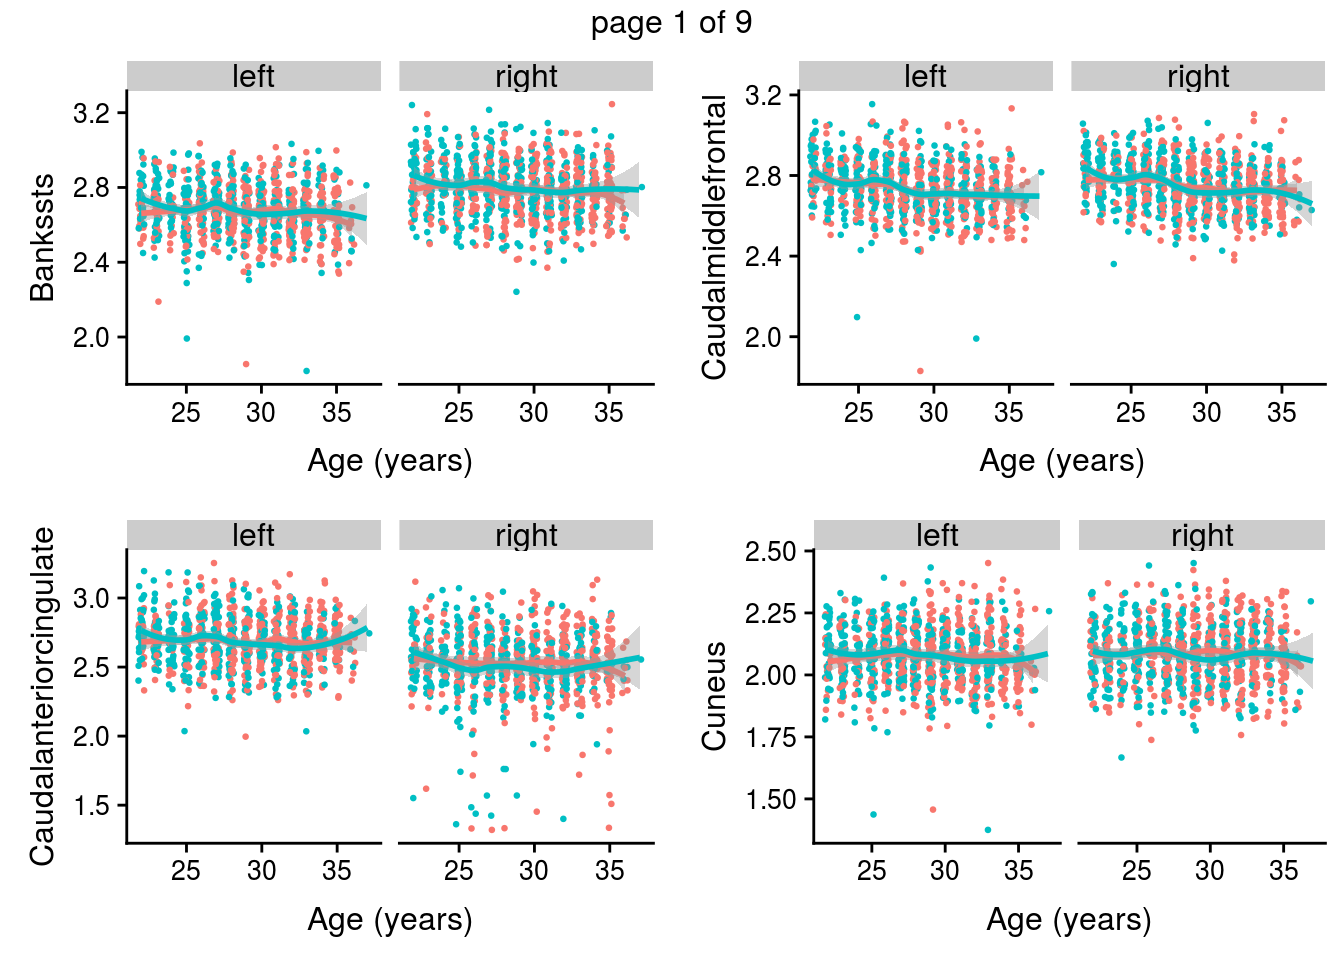 page 1 of 9
left right
Bankssts
3.2
2.8
2.4
2.0
25 30 35 25 30 35
Age (years)
left right
Caudalmiddlefrontal
3.2
2.8
2.4
2.0
25 30 35 25 30 35
Age (years)
left right
Caudalanteriorcingulate
3.0
2.5
2.0
1.5
25 30 35 25 30 35
Age (years)
left right
Cuneus
2.50
2.25
2.00
1.75
1.50
25 30 35 25 30 35
Age (years)